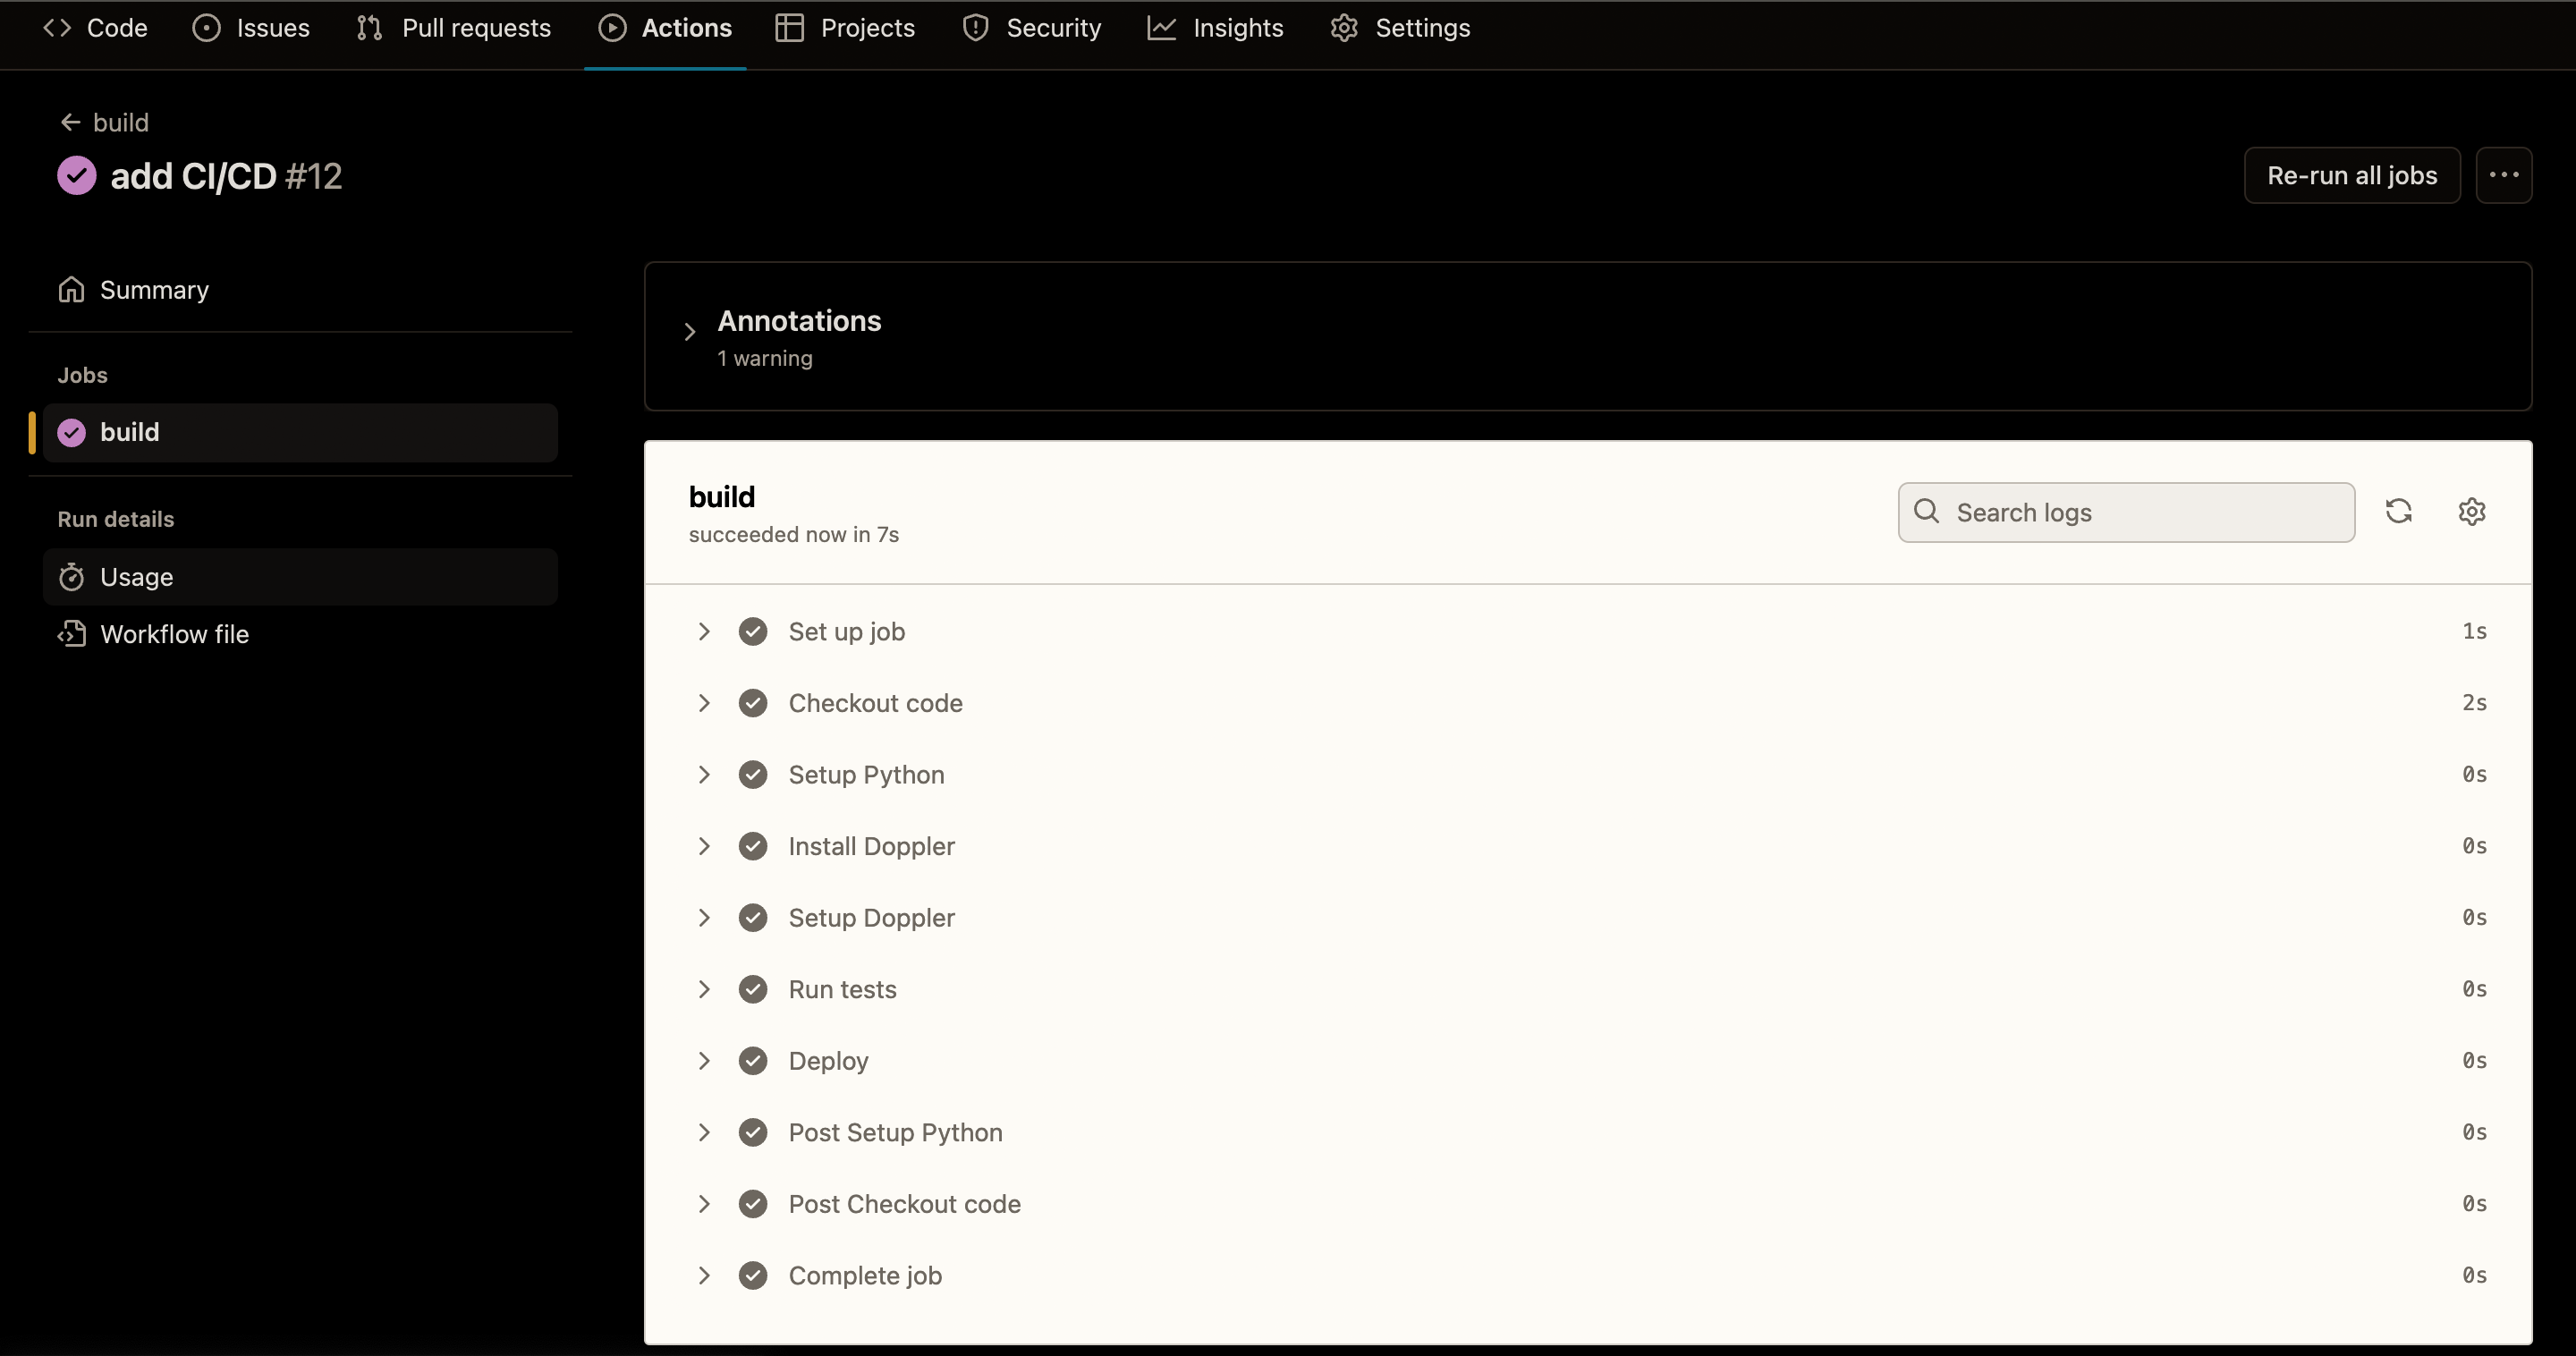 Code Issues Pull requests Actions Projects Security Insights Settings
build
add CI/CD #12
Re-run all jobs
Summary
Jobs
build
Run details
Usage
Workflow file
Annotations
1 warning
build
succeeded now in 7s
Search logs
Set up job 1s
Checkout code 2s
Setup Python 0s
Install Doppler 0s
Setup Doppler 0s
Run tests 0s
Deploy 0s
Post Setup Python 0s
Post Checkout code 0s
Complete job 0s